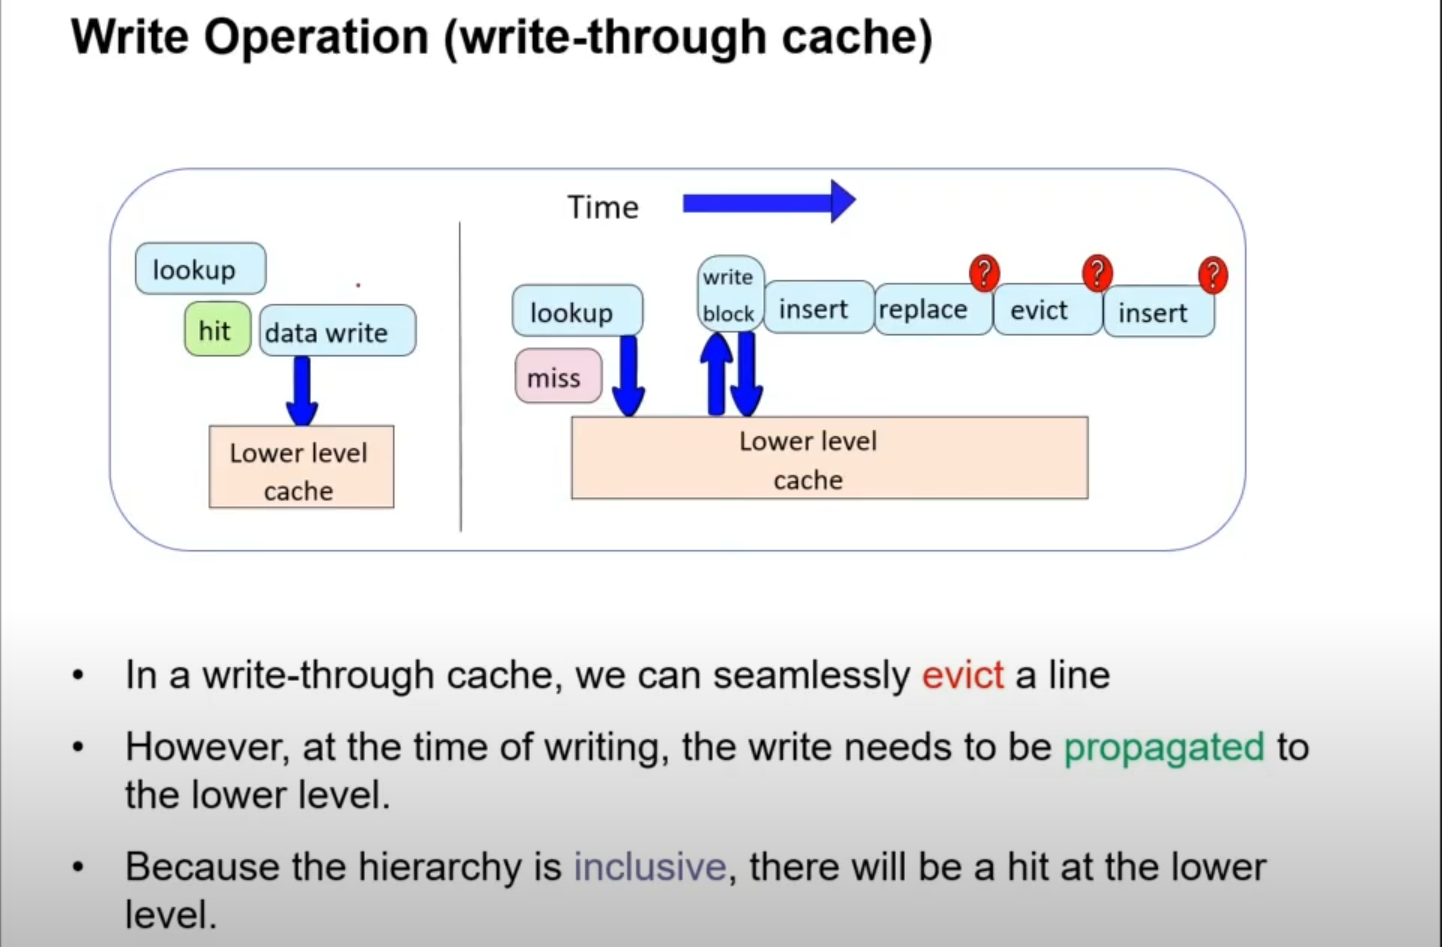 Write Operation (write-through cache)
Time
lookup
hit
data write
Lower level
cache
lookup
miss
write
block
insert
replace
?
evict
?
insert
?
Lower level
cache
• In a write-through cache, we can seamlessly evict a line
• However, at the time of writing, the write needs to be propagated to
the lower level.
• Because the hierarchy is inclusive, there will be a hit at the lower
level.